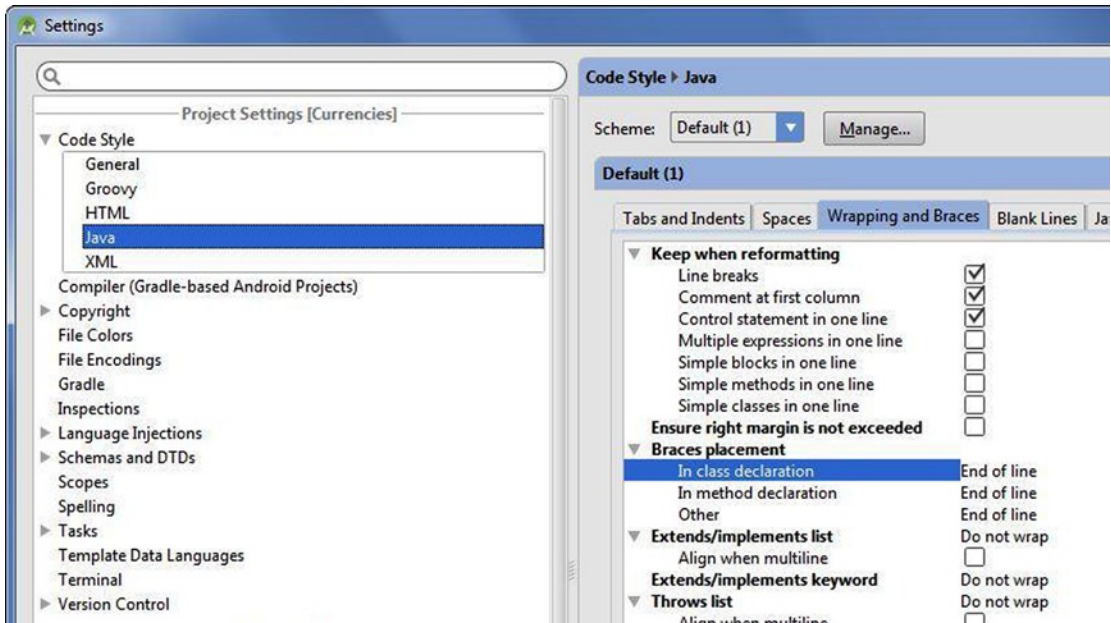 Settings
Project Settings [Currencies]
Code Style
General
Groovy
HTML
Java
XML
Compiler (Gradle-based Android Projects)
Copyright
File Colors
File Encodings
Gradle
Inspections
Language Injections
Schemas and DTDs
Scopes
Spelling
Tasks
Template Data Languages
Terminal
Version Control
Code Style Java
Scheme: Default (1) Manage...
Default (1)
Tabs and Indents Spaces Wrapping and Braces Blank Lines Ja
Keep when reformatting
Line breaks
Comment at first column
Control statement in one line
Multiple expressions in one line
Simple blocks in one line
Simple methods in one line
Simple classes in one line
Ensure right margin is not exceeded
Braces placement
In class declaration End of line
In method declaration End of line
Other End of line
Extends/implements list Do not wrap
Align when multiline
Extends/implements keyword Do not wrap
Throws list Do not wrap
Align when multiline